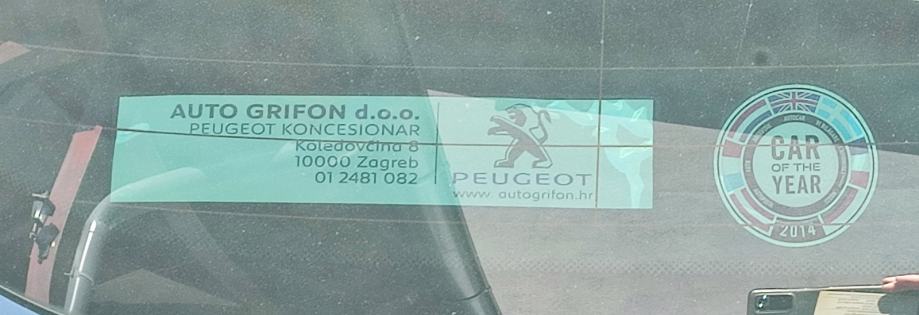 AUTO GRIFON d.o.o.
PEUGEOT KONCESIONAR
Koledovčina 8
10000 Zagreb
01 2481 082
PEUGEOT
www.autogrifon.hr
CAR
OF THE
YEAR
2014